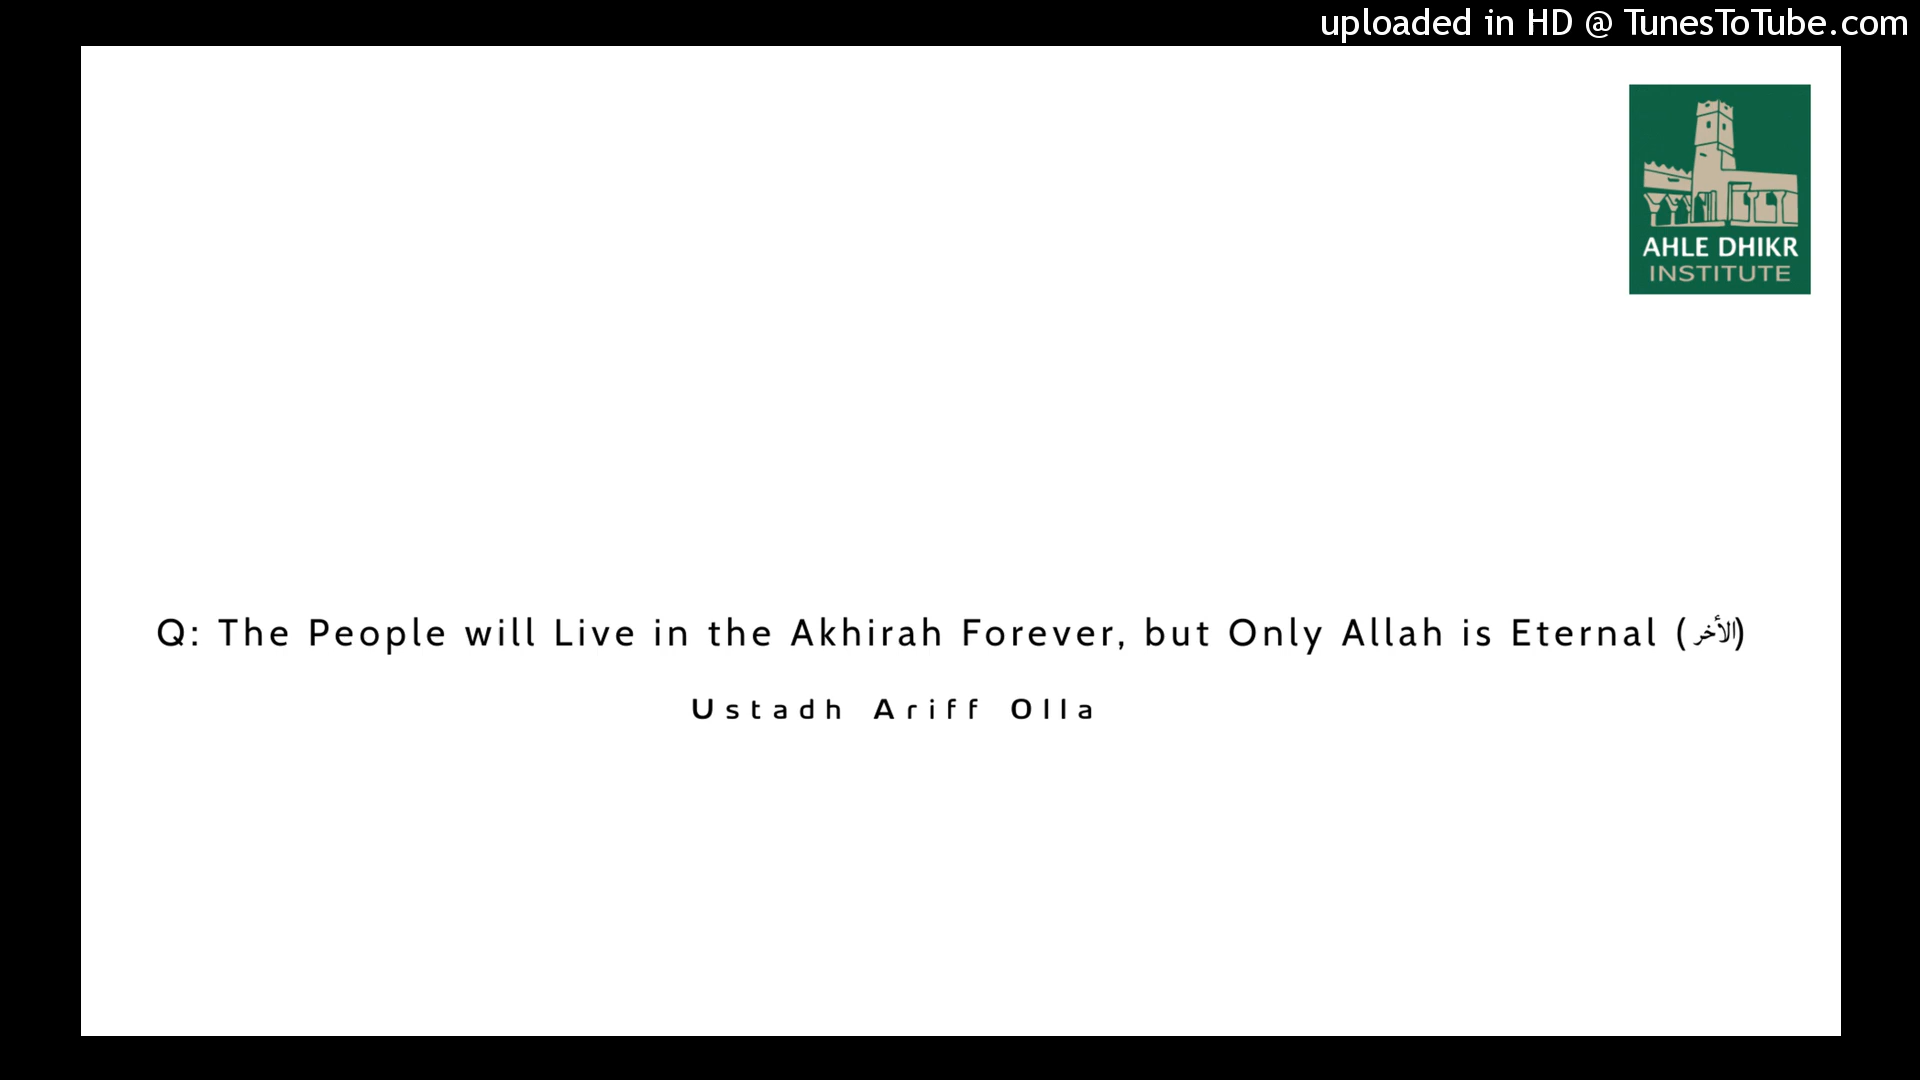 uploaded in HD @ TunesToTube.com
AHLE DHIKR
INSTITUTE
Q: The People will Live in the Akhirah Forever, but Only Allah is Eternal (الأخر)
Ustadh Ariff Olla